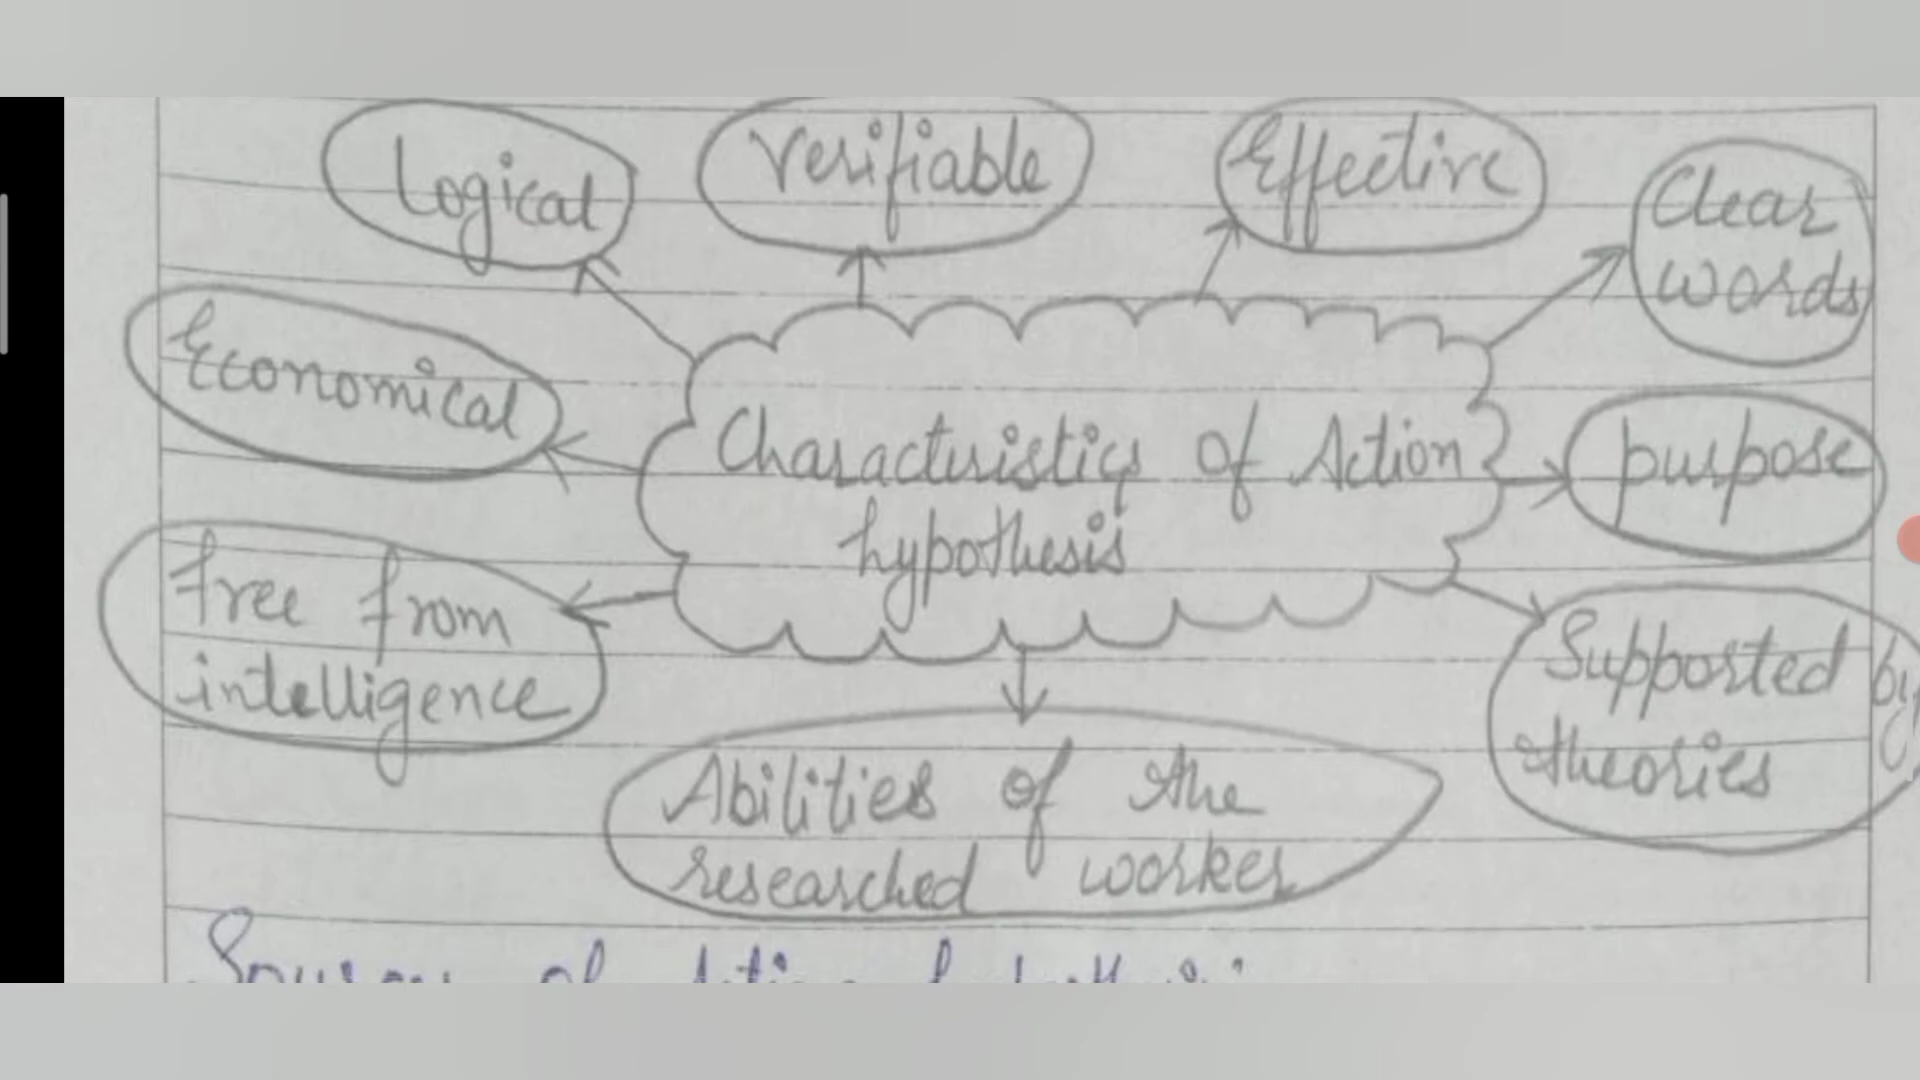 Logical
Verifiable
Effective
Clear
words
Economical
Characteristics of Action
hypothesis
purpose
free from
intelligence
Supported by
theories
Abilities of the
researched worker